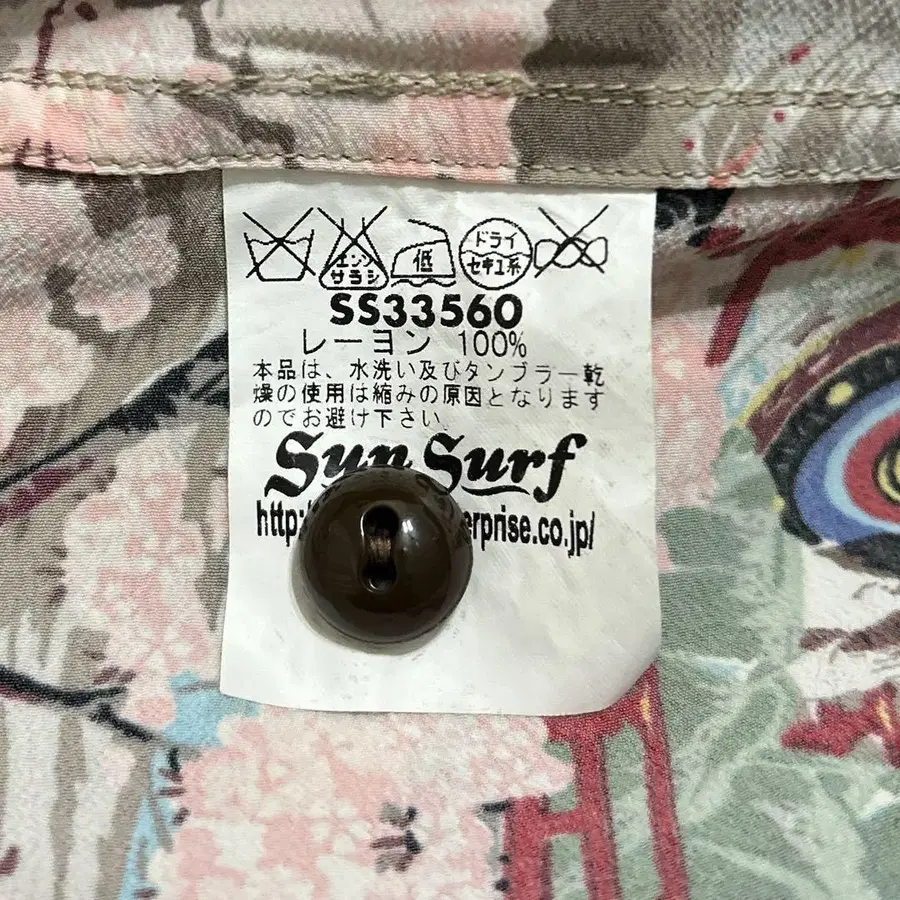 エンソ
サラシ
低
ドライ
セキユ系
SS33560
レーヨン 100%
本品は、水洗い及びタンブラー乾
燥の使用は縮みの原因となります
のでお避け下さい.
Sun Surf
http:/ erprise.co.jp/